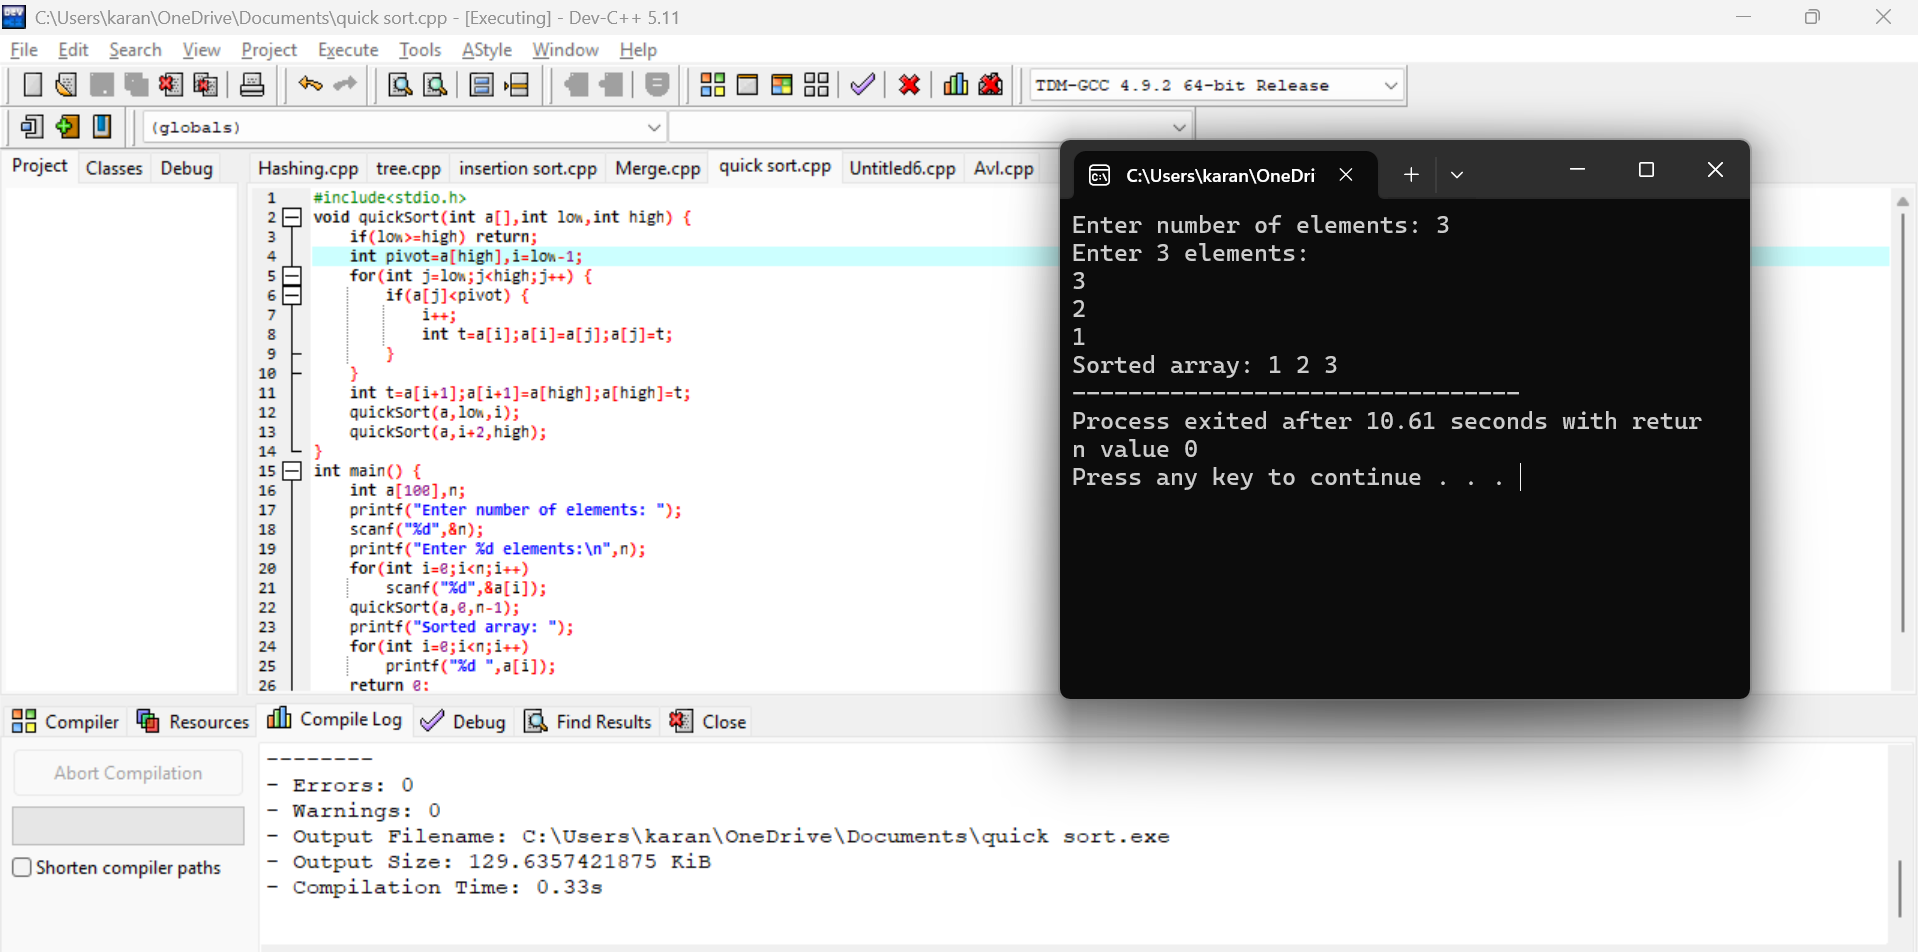 C:\Users\karan\OneDrive\Documents\quick sort.cpp - [Executing] - Dev-C++ 5.11
File Edit Search View Project Execute Tools AStyle Window Help
TDM-GCC 4.9.2 64-bit Release
(globals)
Project Classes Debug
Hashing.cpp tree.cpp insertion sort.cpp Merge.cpp quick sort.cpp Untitled6.cpp Avl.cpp
1 #include<stdio.h>
2 void quickSort(int a[],int low,int high) {
3 if(low>=high) return;
4 int pivot=a[high],i=low-1;
5 for(int j=low;j<high;j++) {
6 if(a[j]<pivot) {
7 i++;
8 int t=a[i];a[i]=a[j];a[j]=t;
9 }
10 }
11 int t=a[i+1];a[i+1]=a[high];a[high]=t;
12 quickSort(a,low,i);
13 quickSort(a,i+2,high);
14 }
15 int main() {
16 int a[100],n;
17 printf("Enter number of elements: ");
18 scanf("%d",&n);
19 printf("Enter %d elements:\n",n);
20 for(int i=0;i<n;i++)
21 scanf("%d",&a[i]);
22 quickSort(a,0,n-1);
23 printf("Sorted array: ");
24 for(int i=0;i<n;i++)
25 printf("%d ",a[i]);
26 return 0;
C:\Users\karan\OneDri
Enter number of elements: 3
Enter 3 elements:
3
2
1
Sorted array: 1 2 3
--------------------------------
Process exited after 10.61 seconds with retur
n value 0
Press any key to continue . . .
Compiler Resources Compile Log Debug Find Results Close
Abort Compilation
Shorten compiler paths
--------
- Errors: 0
- Warnings: 0
- Output Filename: C:\Users\karan\OneDrive\Documents\quick sort.exe
- Output Size: 129.6357421875 KiB
- Compilation Time: 0.33s